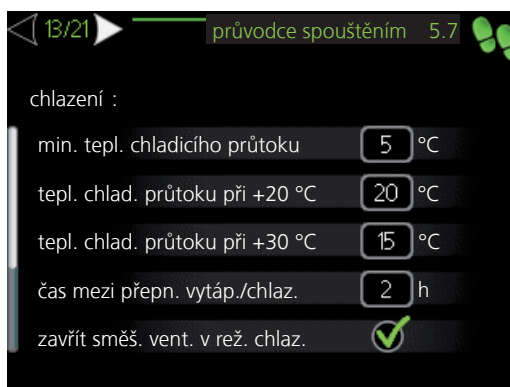 13/21 průvodce spouštěním 5.7
chlazení :
min. tepl. chladicího průtoku 5 °C
tepl. chlad. průtoku při +20 °C 20 °C
tepl. chlad. průtoku při +30 °C 15 °C
čas mezi přepn. vytáp./chlaz. 2 h
zavřít směš. vent. v rež. chlaz.